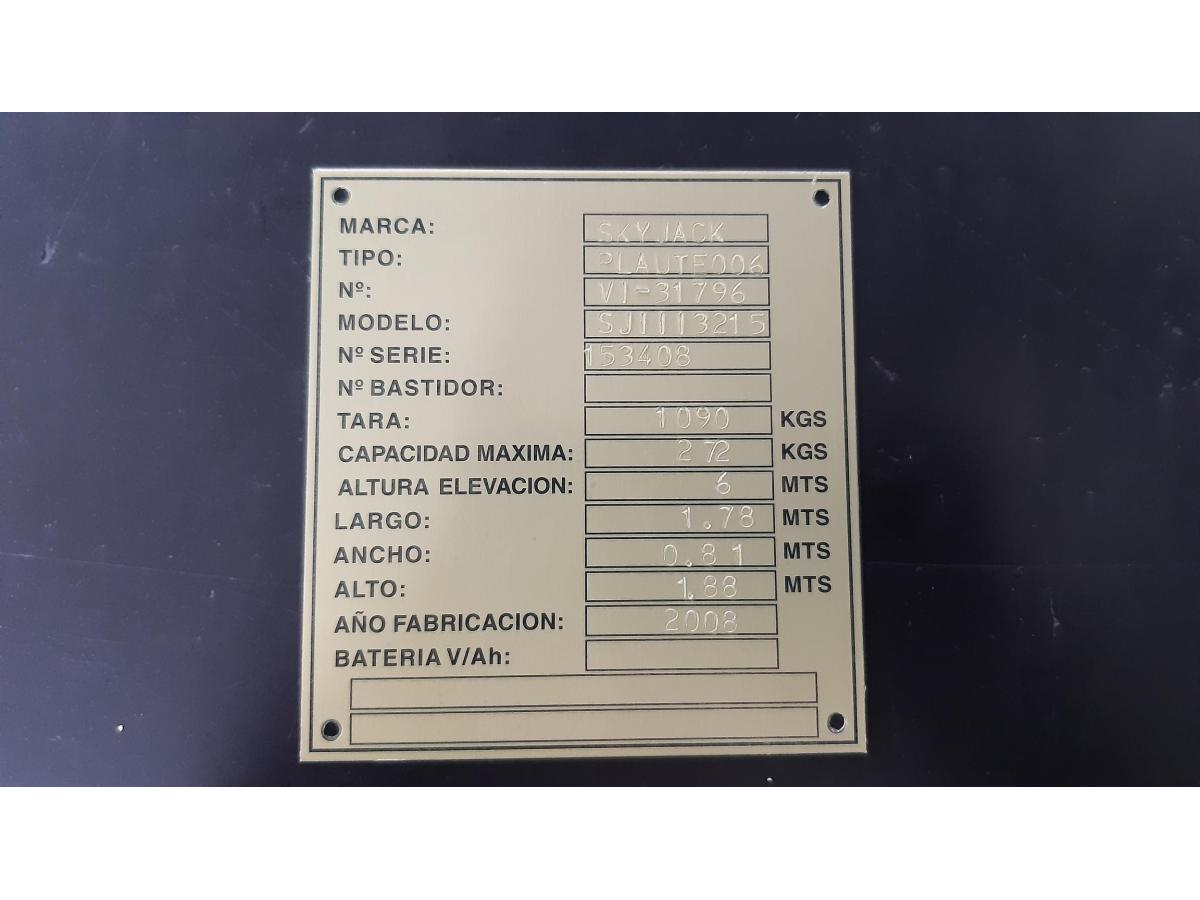 MARCA: SKYJACK
TIPO: PLAUTE006
Nº: VI-31796
MODELO: SJIII3215
Nº SERIE: 153408
Nº BASTIDOR:
TARA: 1090 KGS
CAPACIDAD MAXIMA: 272 KGS
ALTURA ELEVACION: 6 MTS
LARGO: 1.78 MTS
ANCHO: 0.81 MTS
ALTO: 1.88 MTS
AÑO FABRICACION: 2008
BATERIA V/Ah: